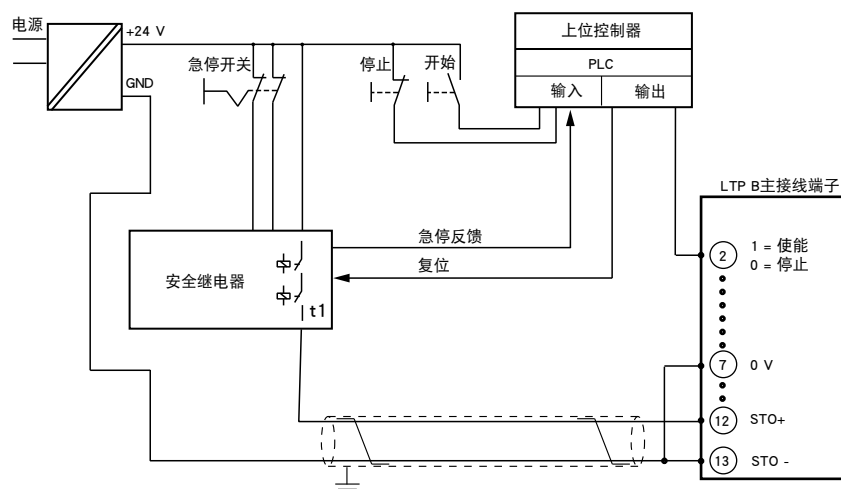 电源
+24 V
GND
急停开关
停止
开始
上位控制器
PLC
输入
输出
LTP B主接线端子
急停反馈
复位
安全继电器
t1
2
1 = 使能
0 = 停止
7
0 V
12
STO+
13
STO -